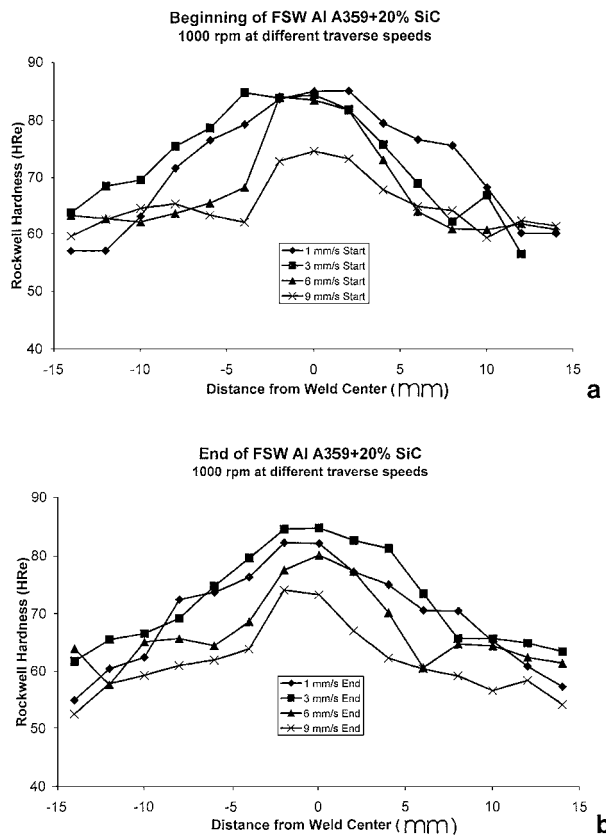 Beginning of FSW Al A359+20% SiC
1000 rpm at different traverse speeds
90
80
70
60
50
40
Rockwell Hardness (HRe)
1 mm/s Start
3 mm/s Start
6 mm/s Start
9 mm/s Start
-15 -10 -5 0 5 10 15
Distance from Weld Center (mm)
a
End of FSW Al A359+20% SiC
1000 rpm at different traverse speeds
90
80
70
60
50
40
Rockwell Hardness (HRe)
1 mm/s End
3 mm/s End
6 mm/s End
9 mm/s End
-15 -10 -5 0 5 10 15
Distance from Weld Center (mm)
b